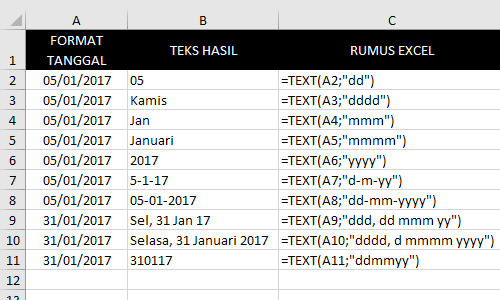 A B C
1 FORMAT TANGGAL TEKS HASIL RUMUS EXCEL
2 05/01/2017 05 =TEXT(A2;"dd")
3 05/01/2017 Kamis =TEXT(A3;"dddd")
4 05/01/2017 Jan =TEXT(A4;"mmm")
5 05/01/2017 Januari =TEXT(A5;"mmmm")
6 05/01/2017 2017 =TEXT(A6;"yyyy")
7 05/01/2017 5-1-17 =TEXT(A7;"d-m-yy")
8 05/01/2017 05-01-2017 =TEXT(A8;"dd-mm-yyyy")
9 31/01/2017 Sel, 31 Jan 17 =TEXT(A9;"ddd, dd mmm yy")
10 31/01/2017 Selasa, 31 Januari 2017 =TEXT(A10;"dddd, d mmmm yyyy")
11 31/01/2017 310117 =TEXT(A11;"ddmmyy")
12